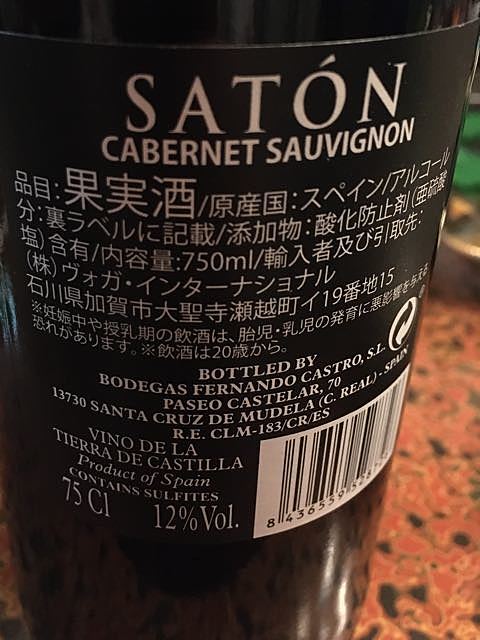 SATÓN
CABERNET SAUVIGNON
品目:果実酒/原産国:スペイン/アルコール
分:裏ラベルに記載/添加物:酸化防止剤(亜硫酸
塩)含有/内容量:750ml/輸入者及び引取先:
(株)ヴォガ・インターナショナル
石川県加賀市大聖寺瀬越町イ19番地15
※妊娠中や授乳期の飲酒は、胎児・乳児の発育に悪影響を与える
恐れがあります。※飲酒は20歳から。
BOTTLED BY
BODEGAS FERNANDO CASTRO, S.L.
PASEO CASTELAR, 70
13730 SANTA CRUZ DE MUDELA (C. REAL) - SPAIN
R.E. CLM-183/CR/ES
VINO DE LA
TIERRA DE CASTILLA
Product of Spain
CONTAINS SULFITES
75 Cl 12%Vol.
8 436559